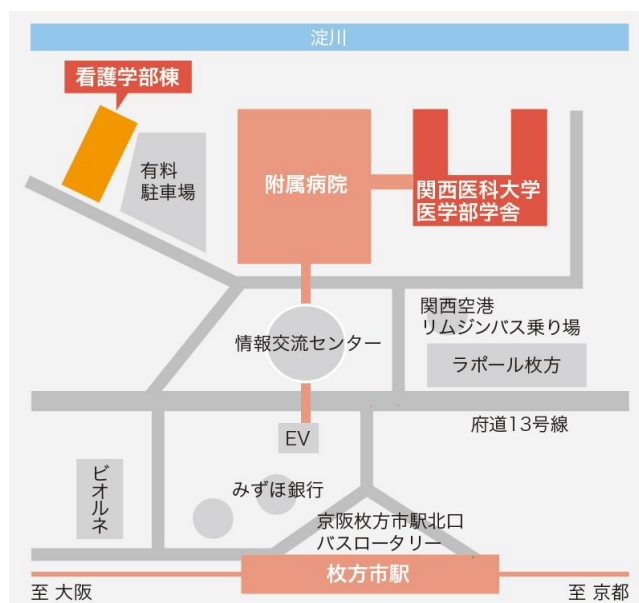 淀川
看護学部棟
有料
駐車場
附属病院
関西医科大学
医学部学舎
関西空港
リムジンバス乗り場
情報交流センター
ラポール枚方
府道13号線
EV
ビオルネ
みずほ銀行
京阪枚方市駅北口
バスロータリー
枚方市駅
至 大阪
至 京都